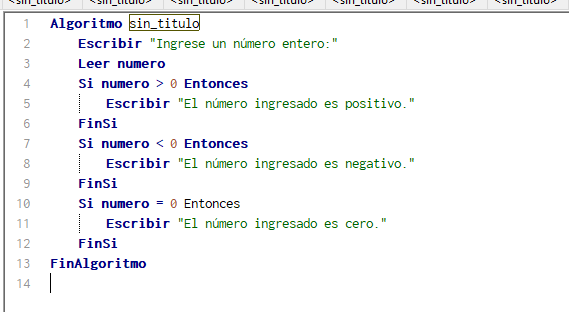 <sin_titulo> <sin_titulo> <sin_titulo> <sin_titulo> <sin_titulo> <sin_titulo> <sin_titulo>
1 Algoritmo sin_titulo
2 Escribir "Ingrese un número entero:"
3 Leer numero
4 Si numero > 0 Entonces
5 Escribir "El número ingresado es positivo."
6 FinSi
7 Si numero < 0 Entonces
8 Escribir "El número ingresado es negativo."
9 FinSi
10 Si numero = 0 Entonces
11 Escribir "El número ingresado es cero."
12 FinSi
13 FinAlgoritmo
14